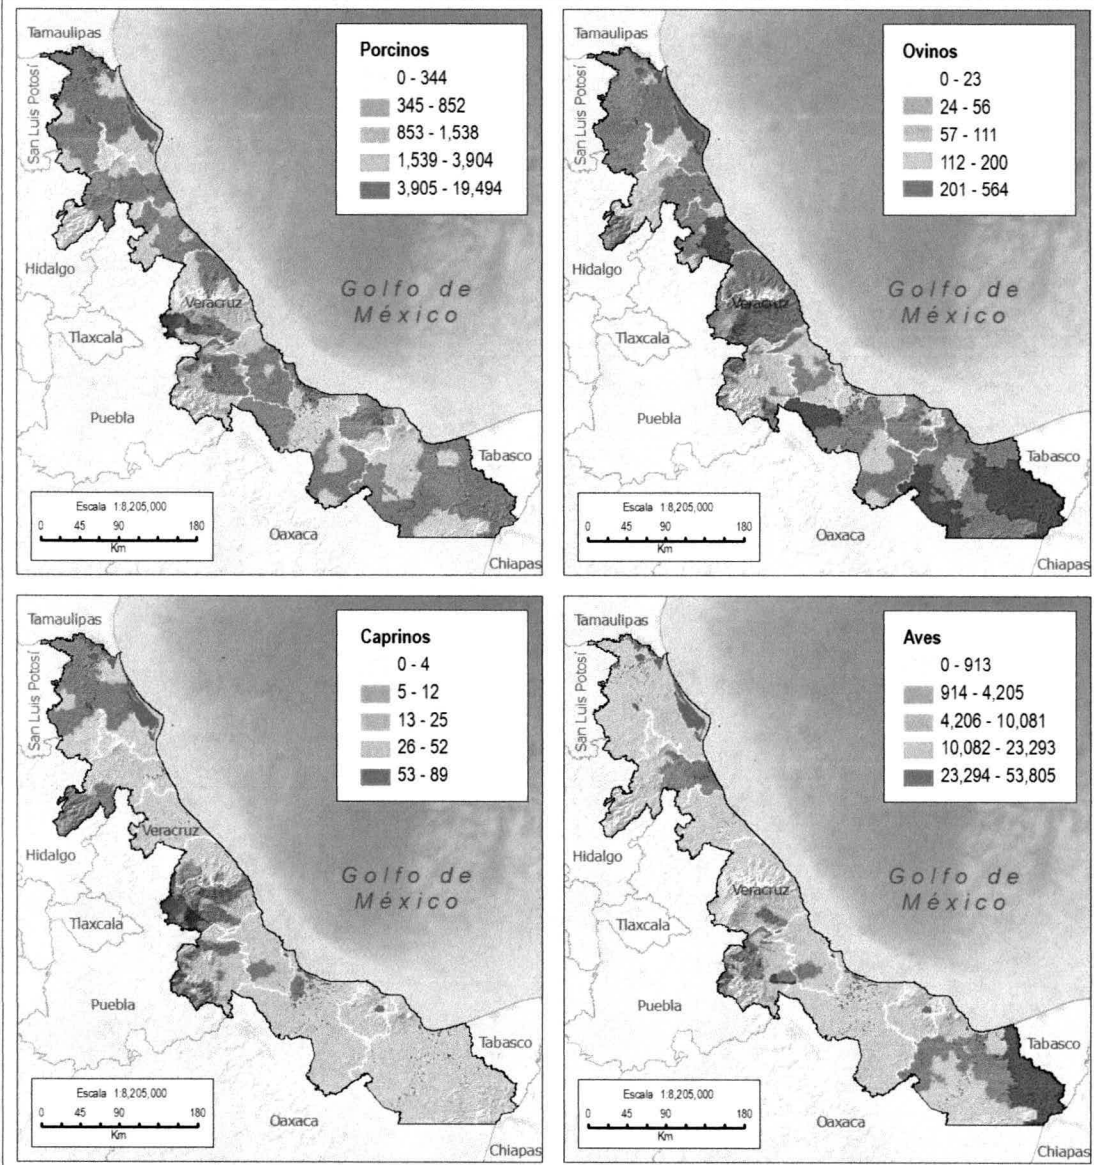 Tamaulipas
San Luis Potosí
Porcinos
0 - 344
345 - 852
853 - 1,538
1,539 - 3,904
3,905 - 19,494
Hidalgo
Veracruz
Golfo de
México
Tlaxcala
Puebla
Tabasco
Escala 1:8,205,000
0 45 90 180
Km
Oaxaca
Chiapas
Tamaulipas
San Luis Potosí
Ovinos
0 - 23
24 - 56
57 - 111
112 - 200
201 - 564
Hidalgo
Veracruz
Golfo de
México
Tlaxcala
Puebla
Tabasco
Escala 1:8,205,000
0 45 90 180
Km
Oaxaca
Chiapas
Tamaulipas
San Luis Potosí
Caprinos
0 - 4
5 - 12
13 - 25
26 - 52
53 - 89
Veracruz
Hidalgo
Golfo de
México
Tlaxcala
Puebla
Tabasco
Escala 1:8,205,000
0 45 90 180
Km
Oaxaca
Chiapas
Tamaulipas
San Luis Potosí
Aves
0 - 913
914 - 4,205
4,206 - 10,081
10,082 - 23,293
23,294 - 53,805
Hidalgo
Veracruz
Golfo de
México
Tlaxcala
Puebla
Tabasco
Escala 1:8,205,000
0 45 90 180
Km
Oaxaca
Chiapas